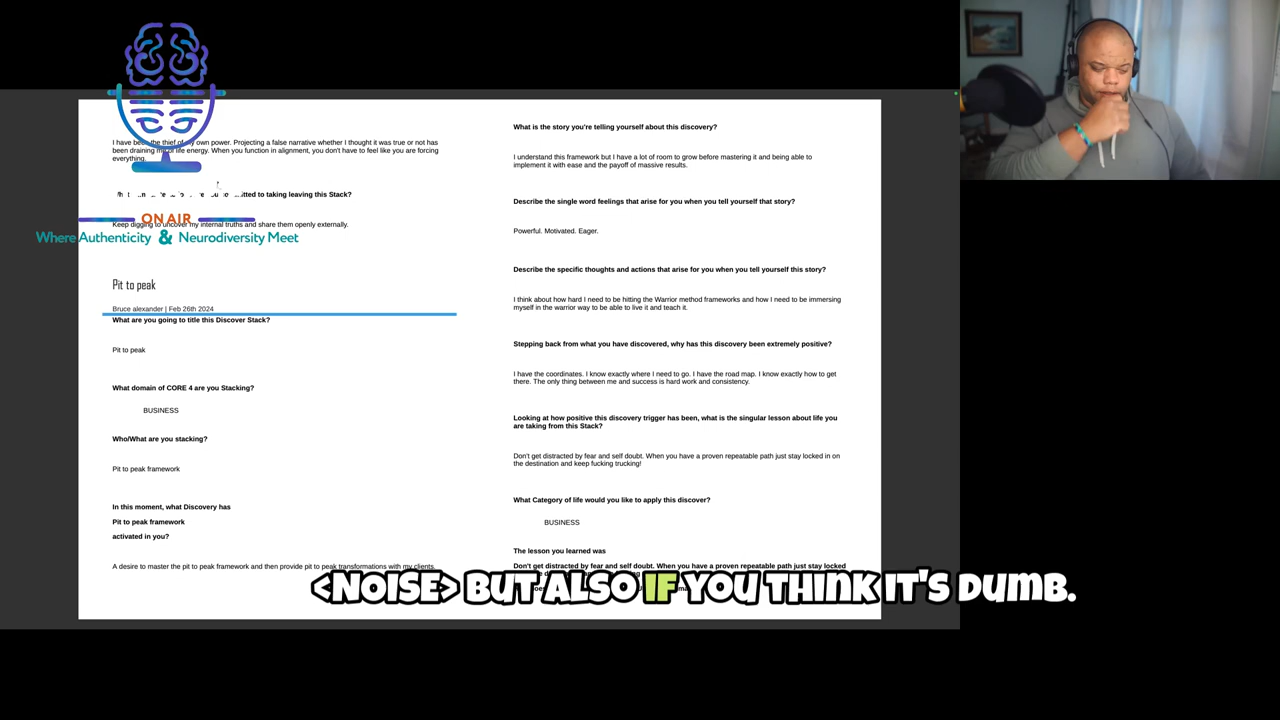 I have been the thief of my own power. Projecting a false narrative whether I thought it was true or not has
been draining my life energy. When you function in alignment, you don't have to feel like you are forcing
everything.
committed to taking leaving this Stack?
Keep digging to uncover my internal truths and share them openly externally.
ON AIR
Where Authenticity & Neurodiversity Meet
Pit to peak
Bruce alexander | Feb 26th 2024
What are you going to title this Discover Stack?
Pit to peak
What domain of CORE 4 are you Stacking?
BUSINESS
Who/What are you stacking?
Pit to peak framework
In this moment, what Discovery has
Pit to peak framework
activated in you?
A desire to master the pit to peak framework and then provide pit to peak transformations with my clients.
What is the story you're telling yourself about this discovery?
I understand this framework but I have a lot of room to grow before mastering it and being able to
implement it with ease and the payoff of massive results.
Describe the single word feelings that arise for you when you tell yourself that story?
Powerful. Motivated. Eager.
Describe the specific thoughts and actions that arise for you when you tell yourself this story?
I think about how hard I need to be hitting the Warrior method frameworks and how I need to be immersing
myself in the warrior way to be able to live it and teach it.
Stepping back from what you have discovered, why has this discovery been extremely positive?
I have the coordinates. I know exactly where I need to go. I have the road map. I know exactly how to get
there. The only thing between me and success is hard work and consistency.
Looking at how positive this discovery trigger has been, what is the singular lesson about life you
are taking from this Stack?
Don't get distracted by fear and self doubt. When you have a proven repeatable path just stay locked in on
the destination and keep fucking trucking!
What Category of life would you like to apply this discover?
BUSINESS
The lesson you learned was
Don't get distracted by fear and self doubt. When you have a proven repeatable path just stay locked
<NOISE> BUT ALSO IF YOU THINK IT'S DUMB.